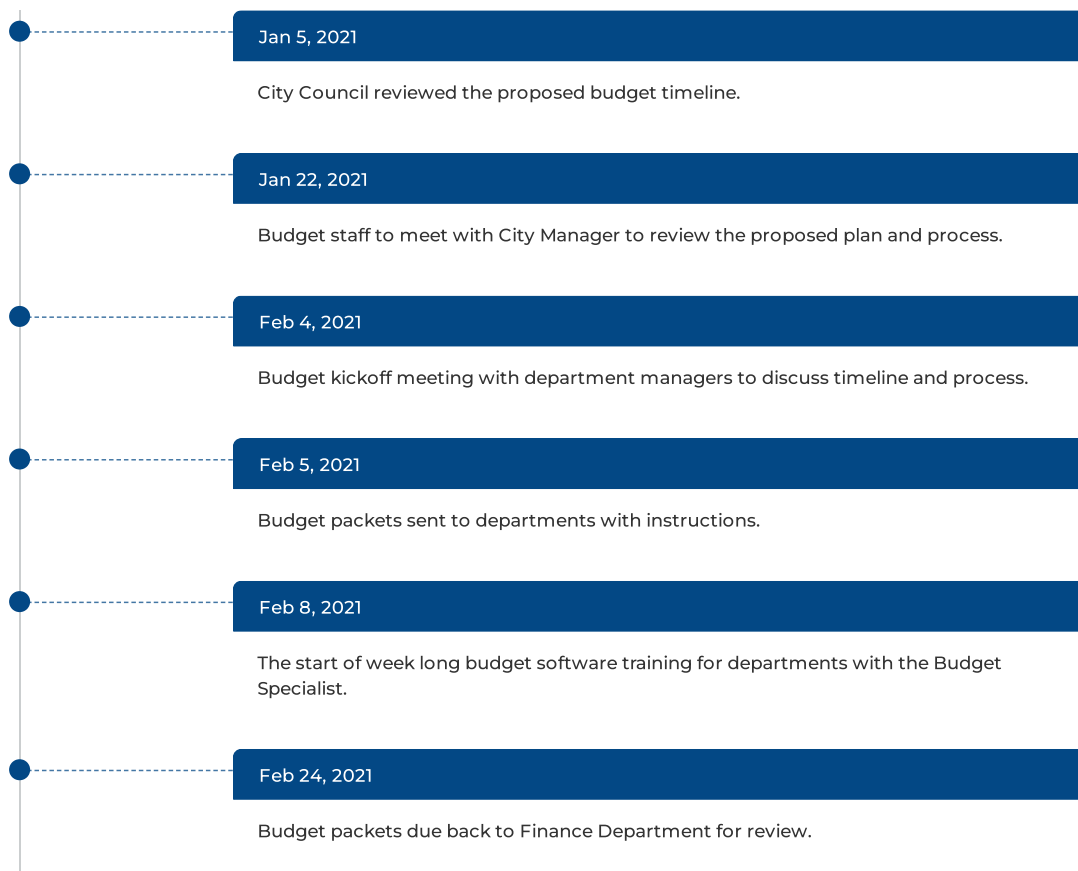 Jan 5, 2021
City Council reviewed the proposed budget timeline.
Jan 22, 2021
Budget staff to meet with City Manager to review the proposed plan and process.
Feb 4, 2021
Budget kickoff meeting with department managers to discuss timeline and process.
Feb 5, 2021
Budget packets sent to departments with instructions.
Feb 8, 2021
The start of week long budget software training for departments with the Budget
Specialist.
Feb 24, 2021
Budget packets due back to Finance Department for review.